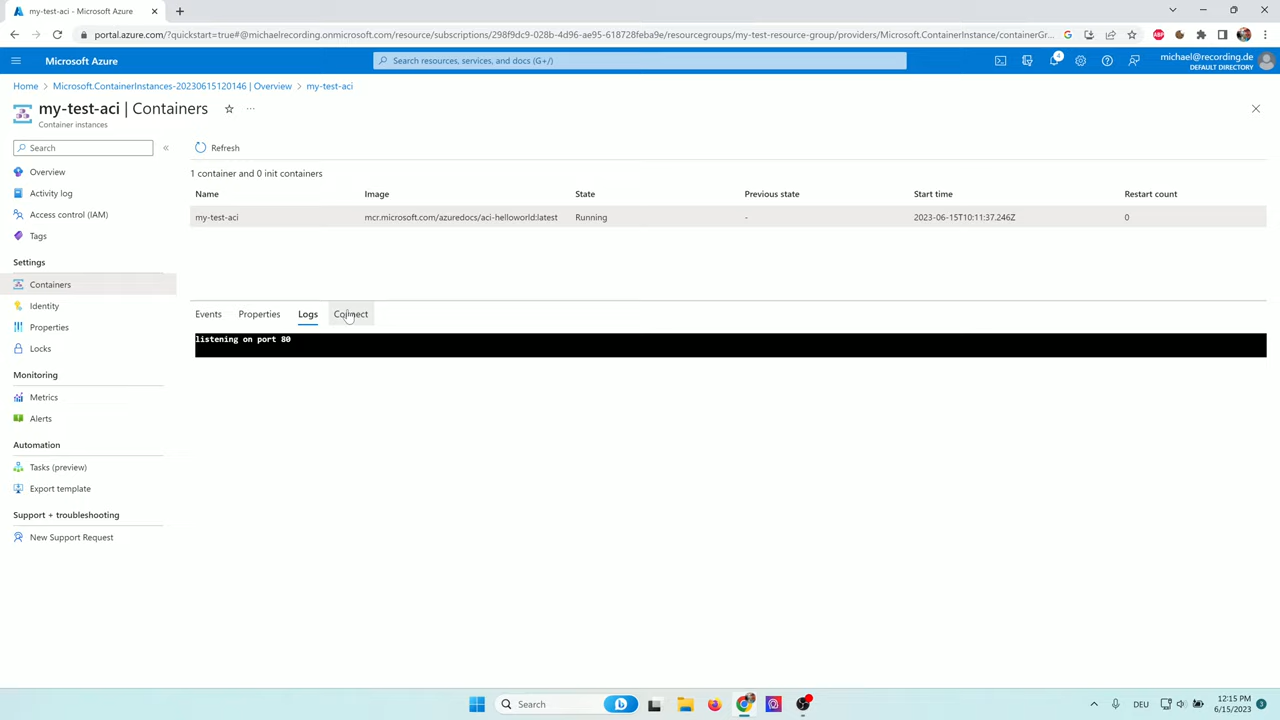 my-test-aci - Microsoft Azure
portal.azure.com/?quickstart=true#@michaelrecording.onmicrosoft.com/resource/subscriptions/298f9dc9-028b-4d96-ae95-618728feba9e/resourcegroups/my-test-resource-group/providers/Microsoft.ContainerInstance/containerGr...
Microsoft Azure
Search resources, services, and docs (G+/)
4
michael@recording.de
DEFAULT DIRECTORY
Home > Microsoft.ContainerInstances-20230615120146 | Overview > my-test-aci
my-test-aci | Containers
Container instances
Search
Refresh
1 container and 0 init containers
Name Image State Previous state Start time Restart count
my-test-aci mcr.microsoft.com/azuredocs/aci-helloworld:latest Running - 2023-06-15T10:11:37.246Z 0
Overview
Activity log
Access control (IAM)
Tags
Settings
Containers
Identity
Properties
Locks
Monitoring
Metrics
Alerts
Automation
Tasks (preview)
Export template
Support + troubleshooting
New Support Request
Events Properties Logs Connect
listening on port 80
Search
DEU
12:15 PM
6/15/2023
3